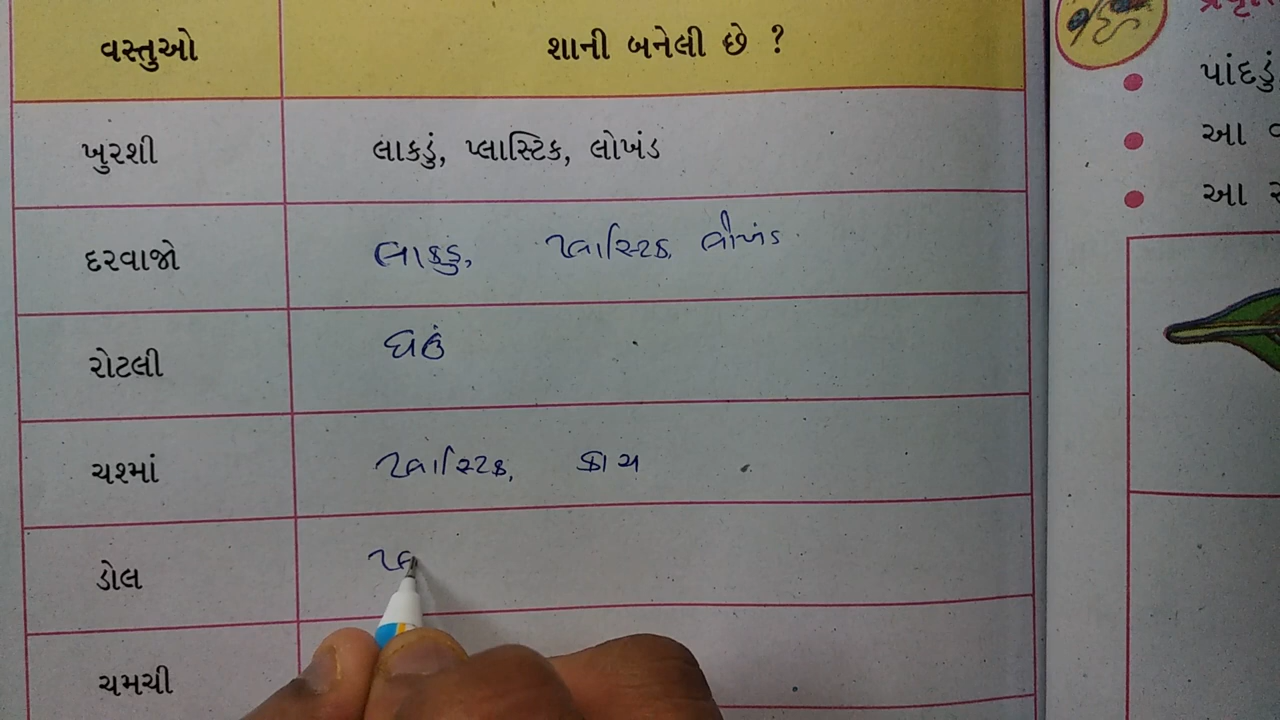 વસ્તુઓ શાની બનેલી છે ?
ખુરશી લાકડું, પ્લાસ્ટિક, લોખંડ
દરવાજો લાકડું, પ્લાસ્ટિક, લોખંડ
રોટલી ઘઉં
ચશ્માં પ્લાસ્ટિક, કાચ
ડોલ
ચમચી
પાંદડું
આ
આ